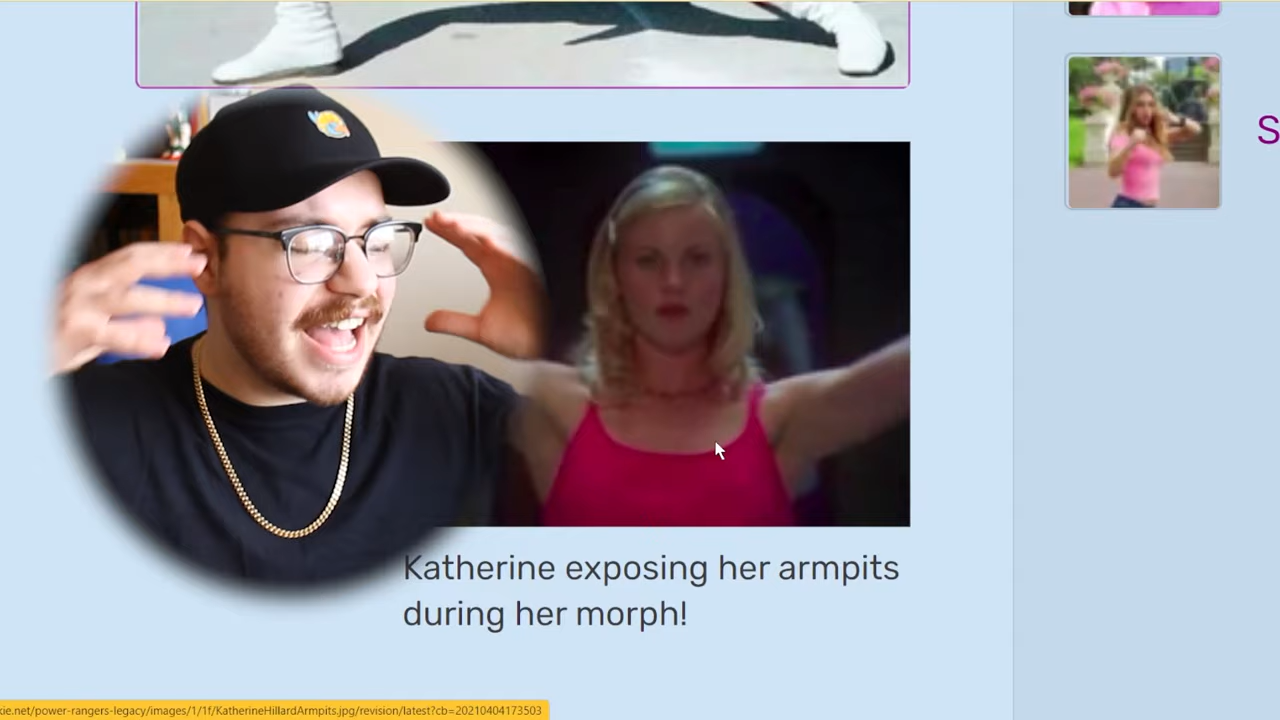 S
Katherine exposing her armpits
during her morph!
kie.net/power-rangers-legacy/images/1/1f/KatherineHillardArmpits.jpg/revision/latest?cb=20210404173503